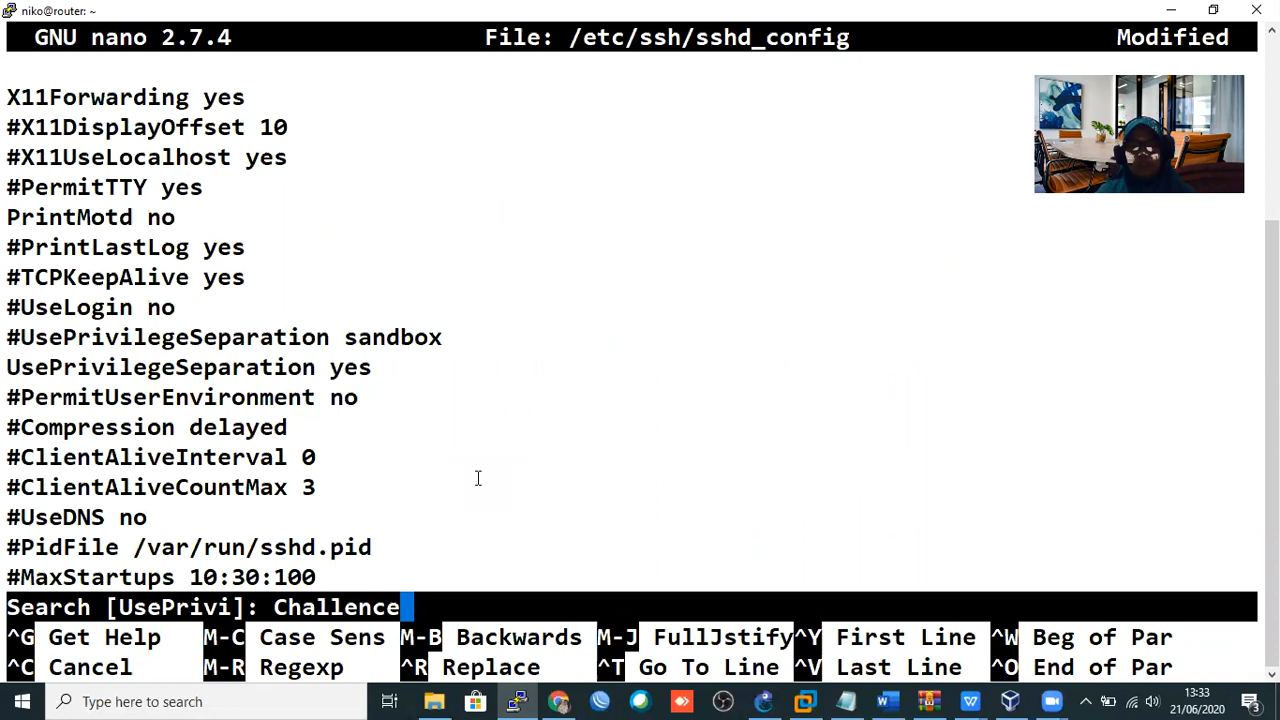 niko@router: ~
GNU nano 2.7.4 File: /etc/ssh/sshd_config Modified
X11Forwarding yes
#X11DisplayOffset 10
#X11UseLocalhost yes
#PermitTTY yes
PrintMotd no
#PrintLastLog yes
#TCPKeepAlive yes
#UseLogin no
#UsePrivilegeSeparation sandbox
UsePrivilegeSeparation yes
#PermitUserEnvironment no
#Compression delayed
#ClientAliveInterval 0
#ClientAliveCountMax 3
#UseDNS no
#PidFile /var/run/sshd.pid
#MaxStartups 10:30:100
Search [UsePrivi]: Challence
^G Get Help M-C Case Sens M-B Backwards M-J FullJstify ^Y First Line ^W Beg of Par
^C Cancel M-R Regexp ^R Replace ^T Go To Line ^V Last Line ^O End of Par
Type here to search
13:33
21/06/2020
3